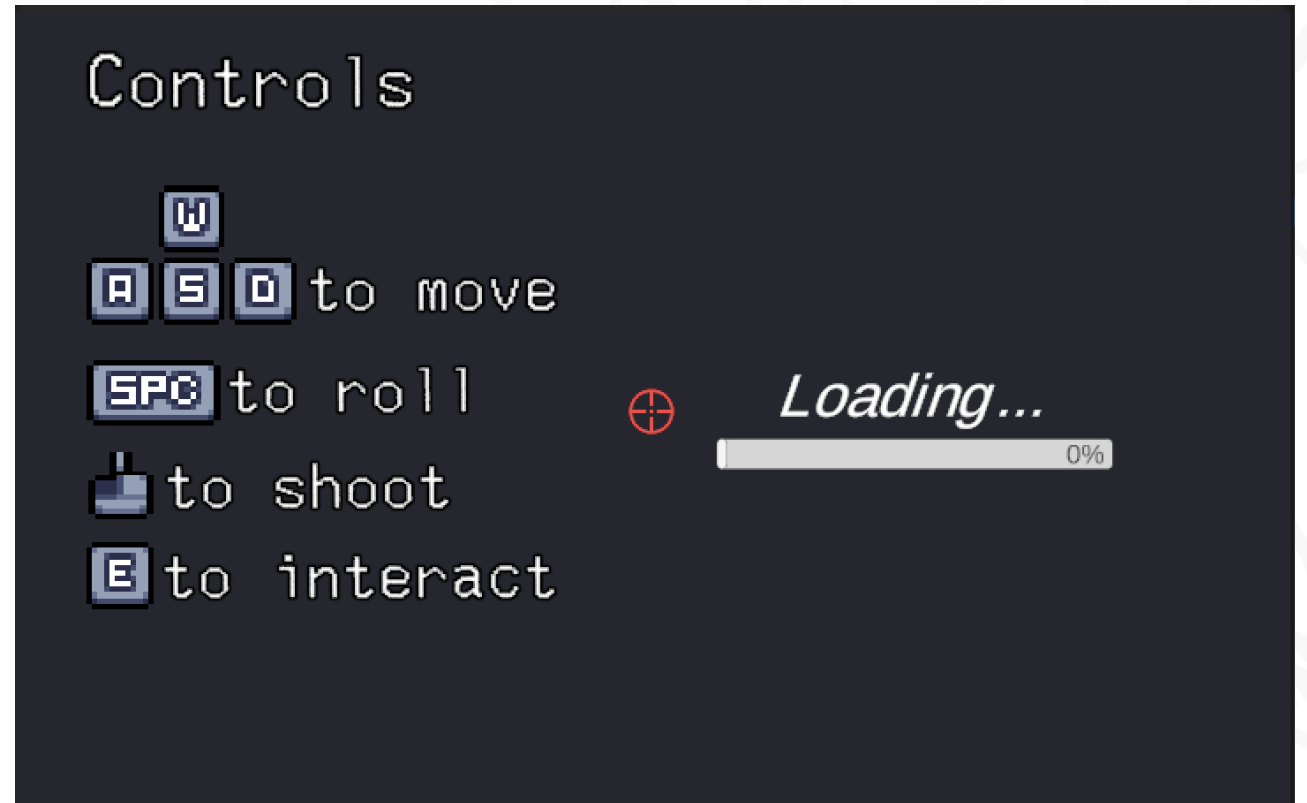 Controls
W
A S D to move
SPC to roll
to shoot
E to interact
Loading...
0%